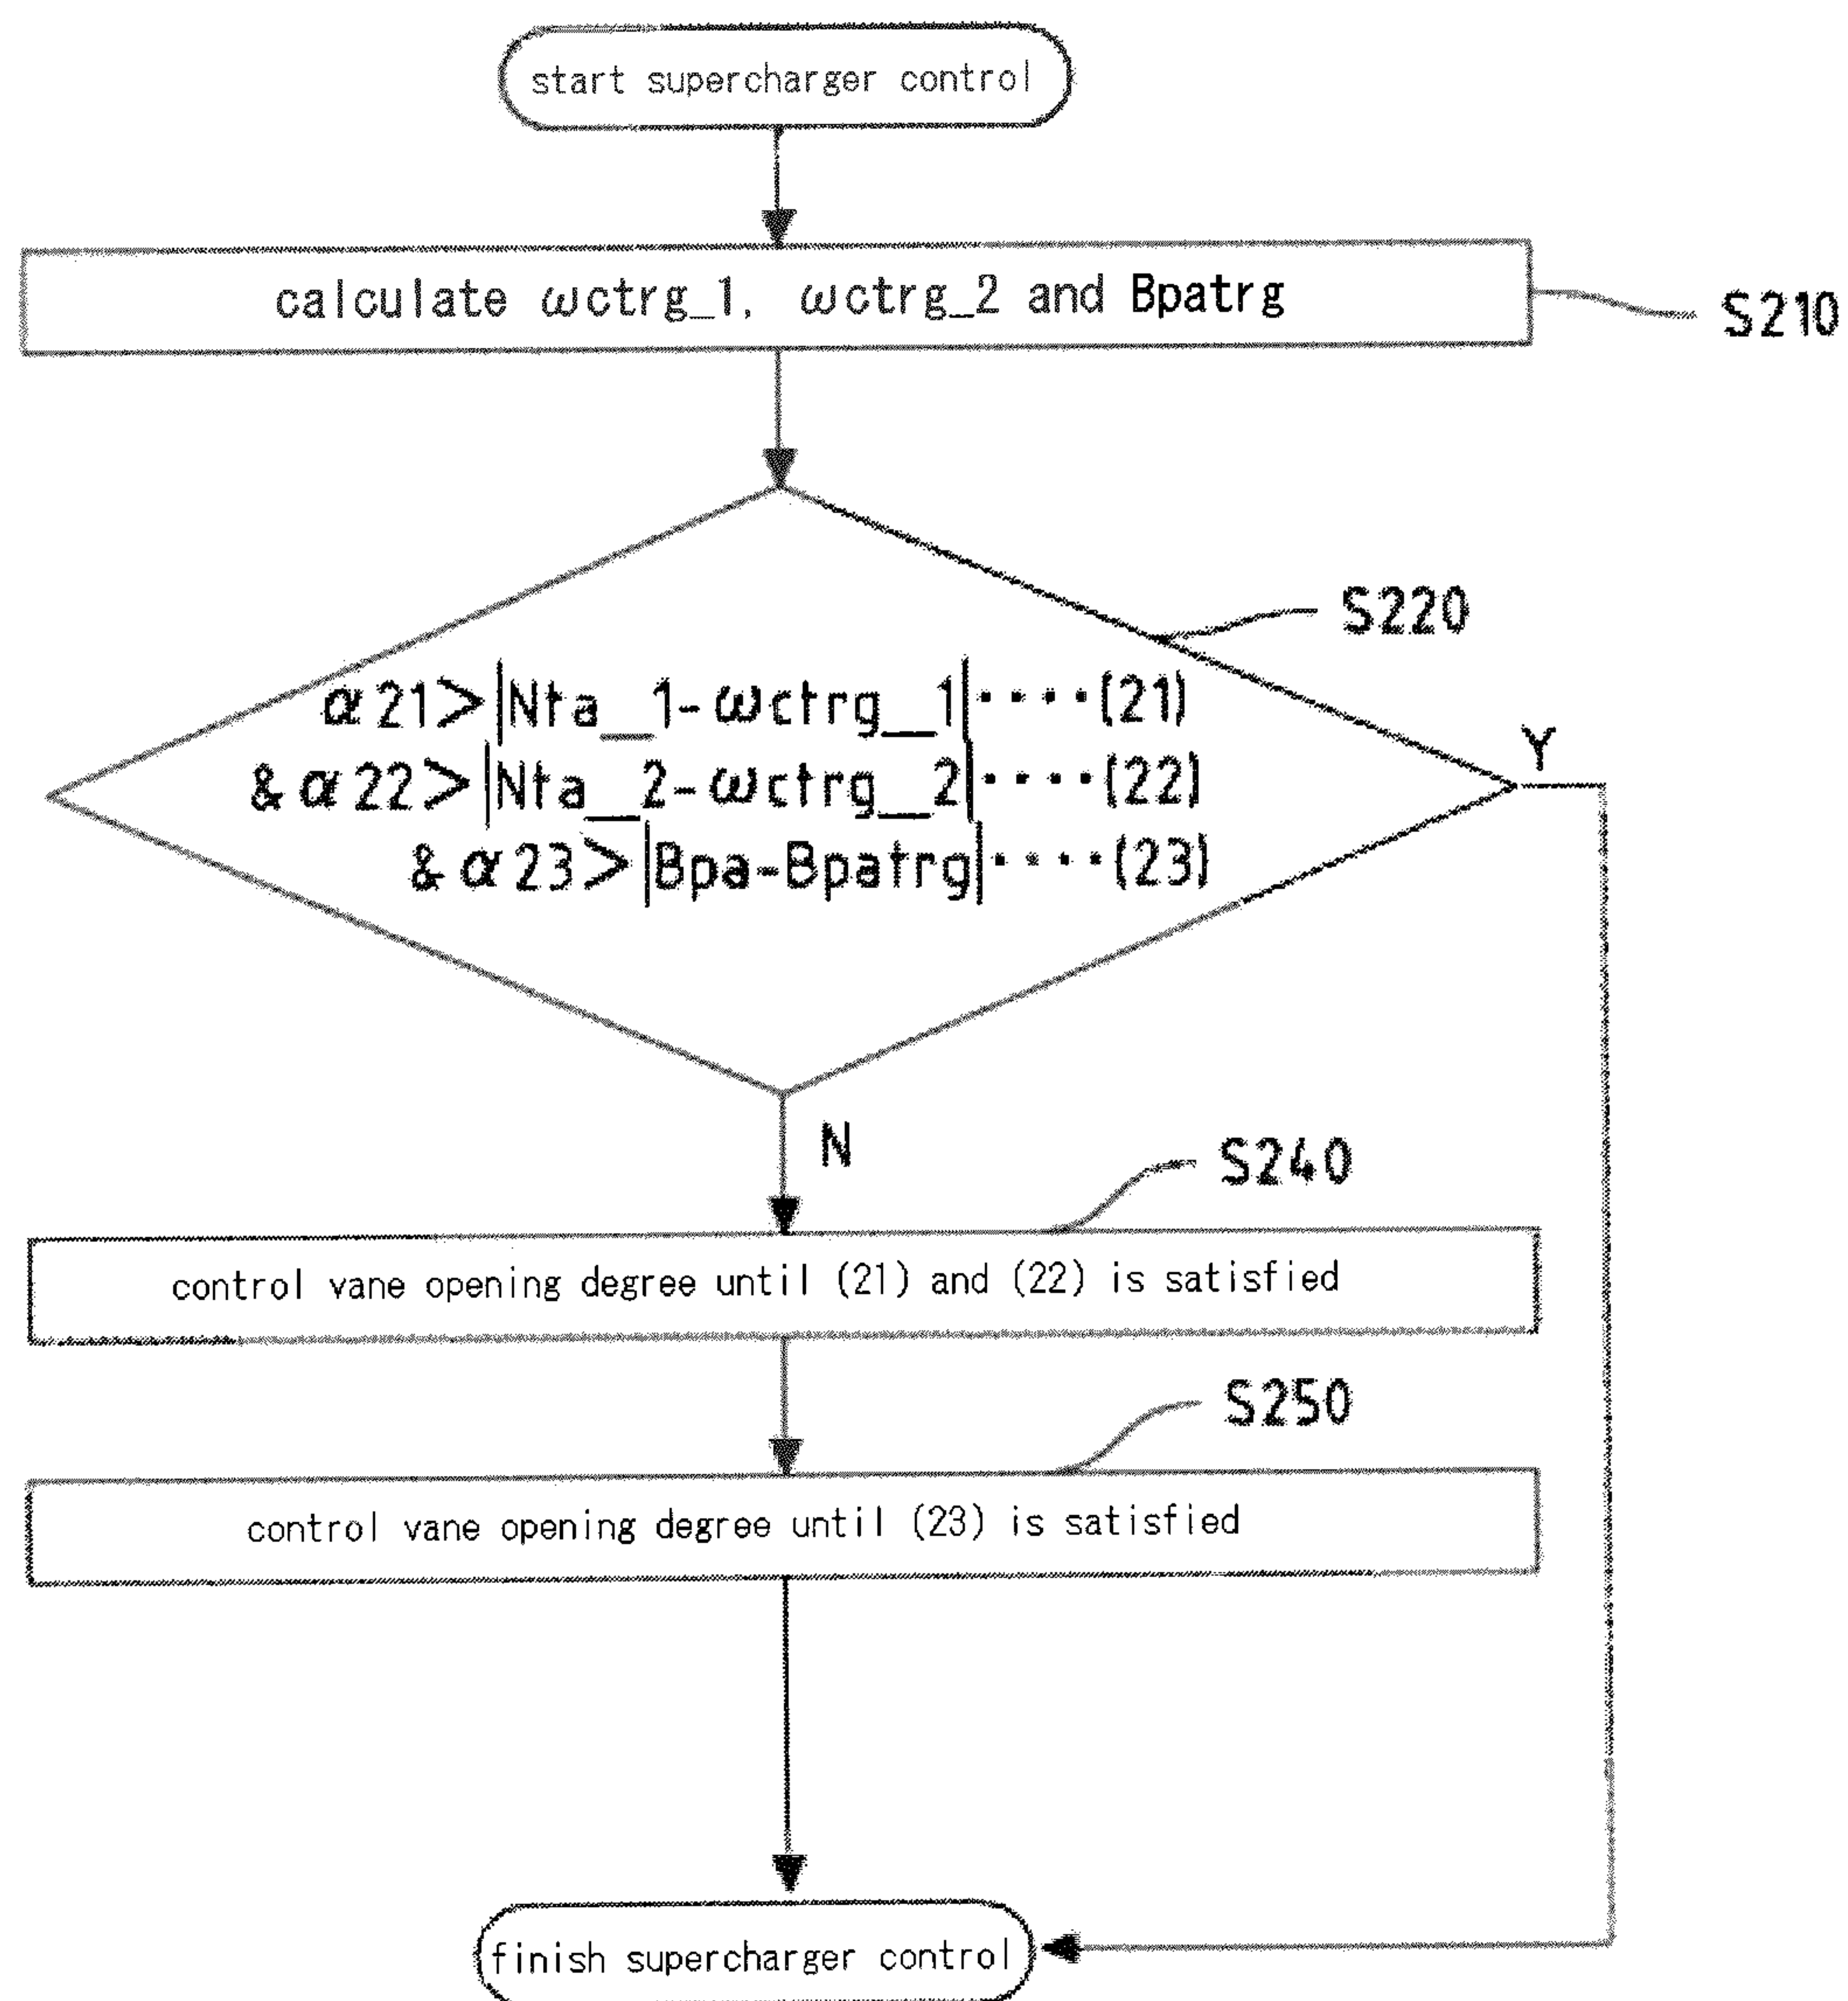 start supercharger control
calculate ωctrg_1, ωctrg_2 and Bpatrg
S210
S220
α21>|Nta_1-ωctrg_1|····(21)
&α22>|Nta_2-ωctrg_2|····(22)
&α23>|Bpa-Bpatrg|····(23)
Y
N
S240
control vane opening degree until (21) and (22) is satisfied
S250
control vane opening degree until (23) is satisfied
finish supercharger control